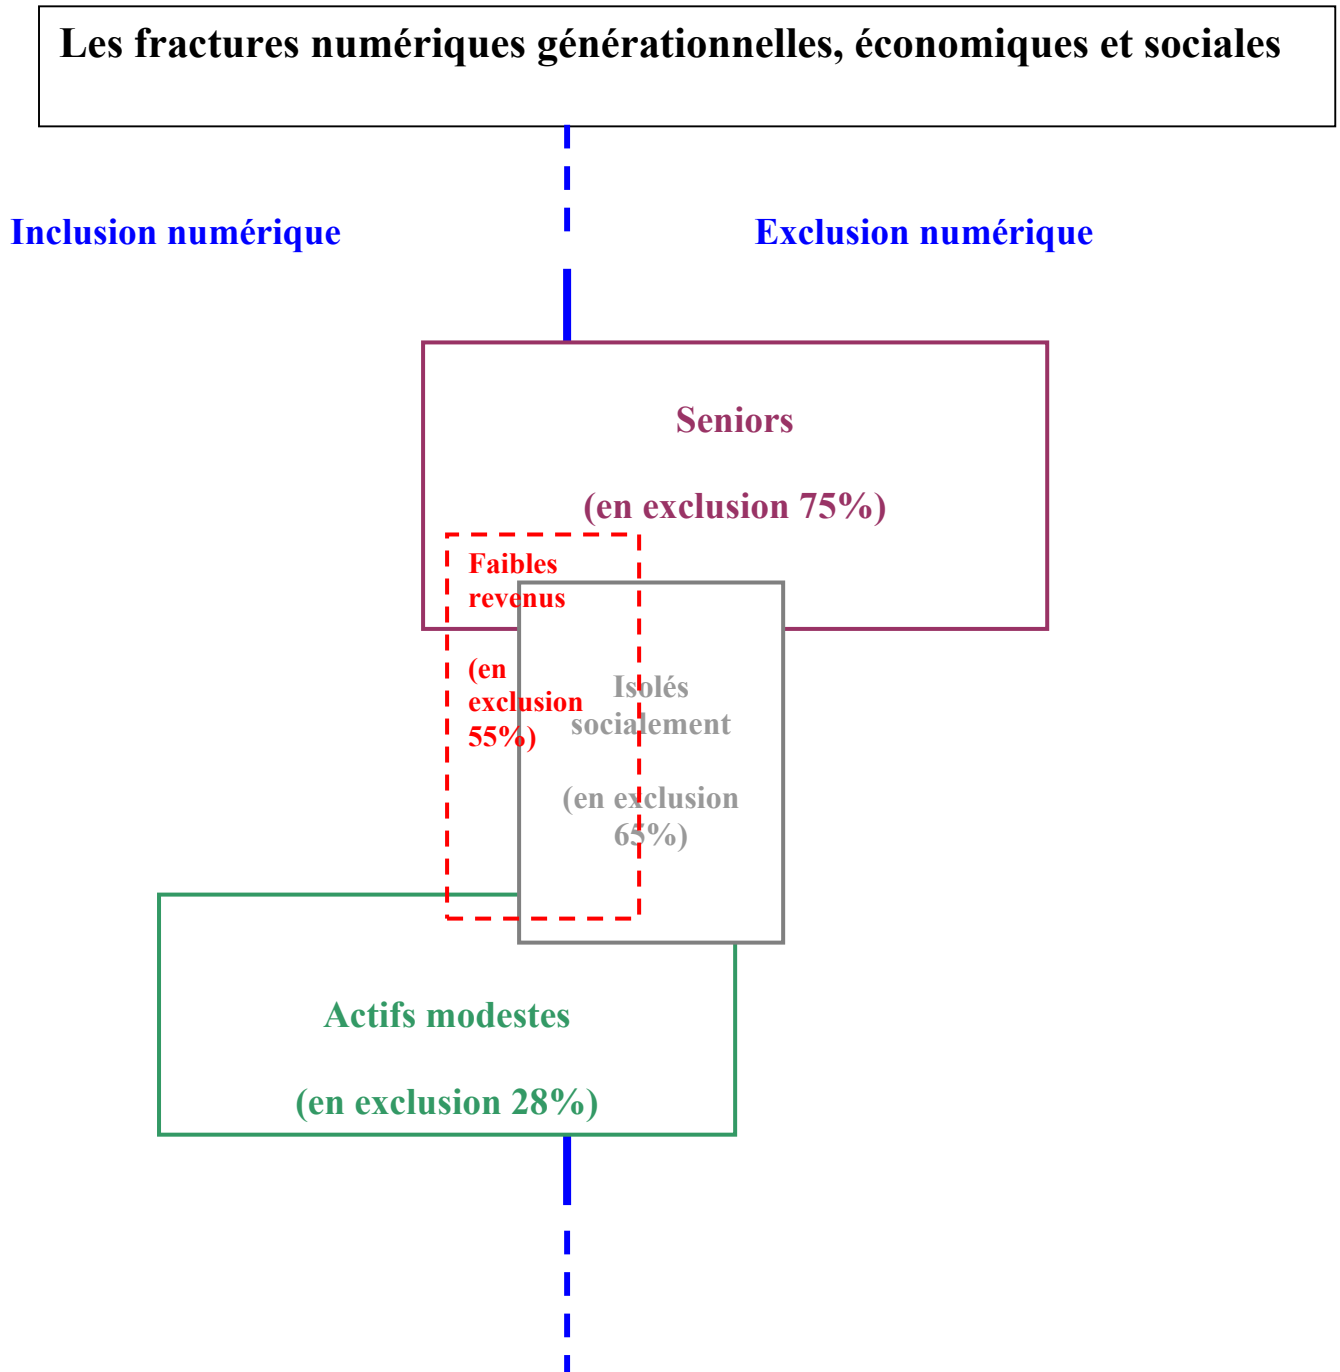 Les fractures numériques générationnelles, économiques et sociales
Inclusion numérique
Exclusion numérique
Seniors
(en exclusion 75%)
Faibles
revenus
(en
exclusion
55%)
Isolés
socialement
(en exclusion
65%)
Actifs modestes
(en exclusion 28%)